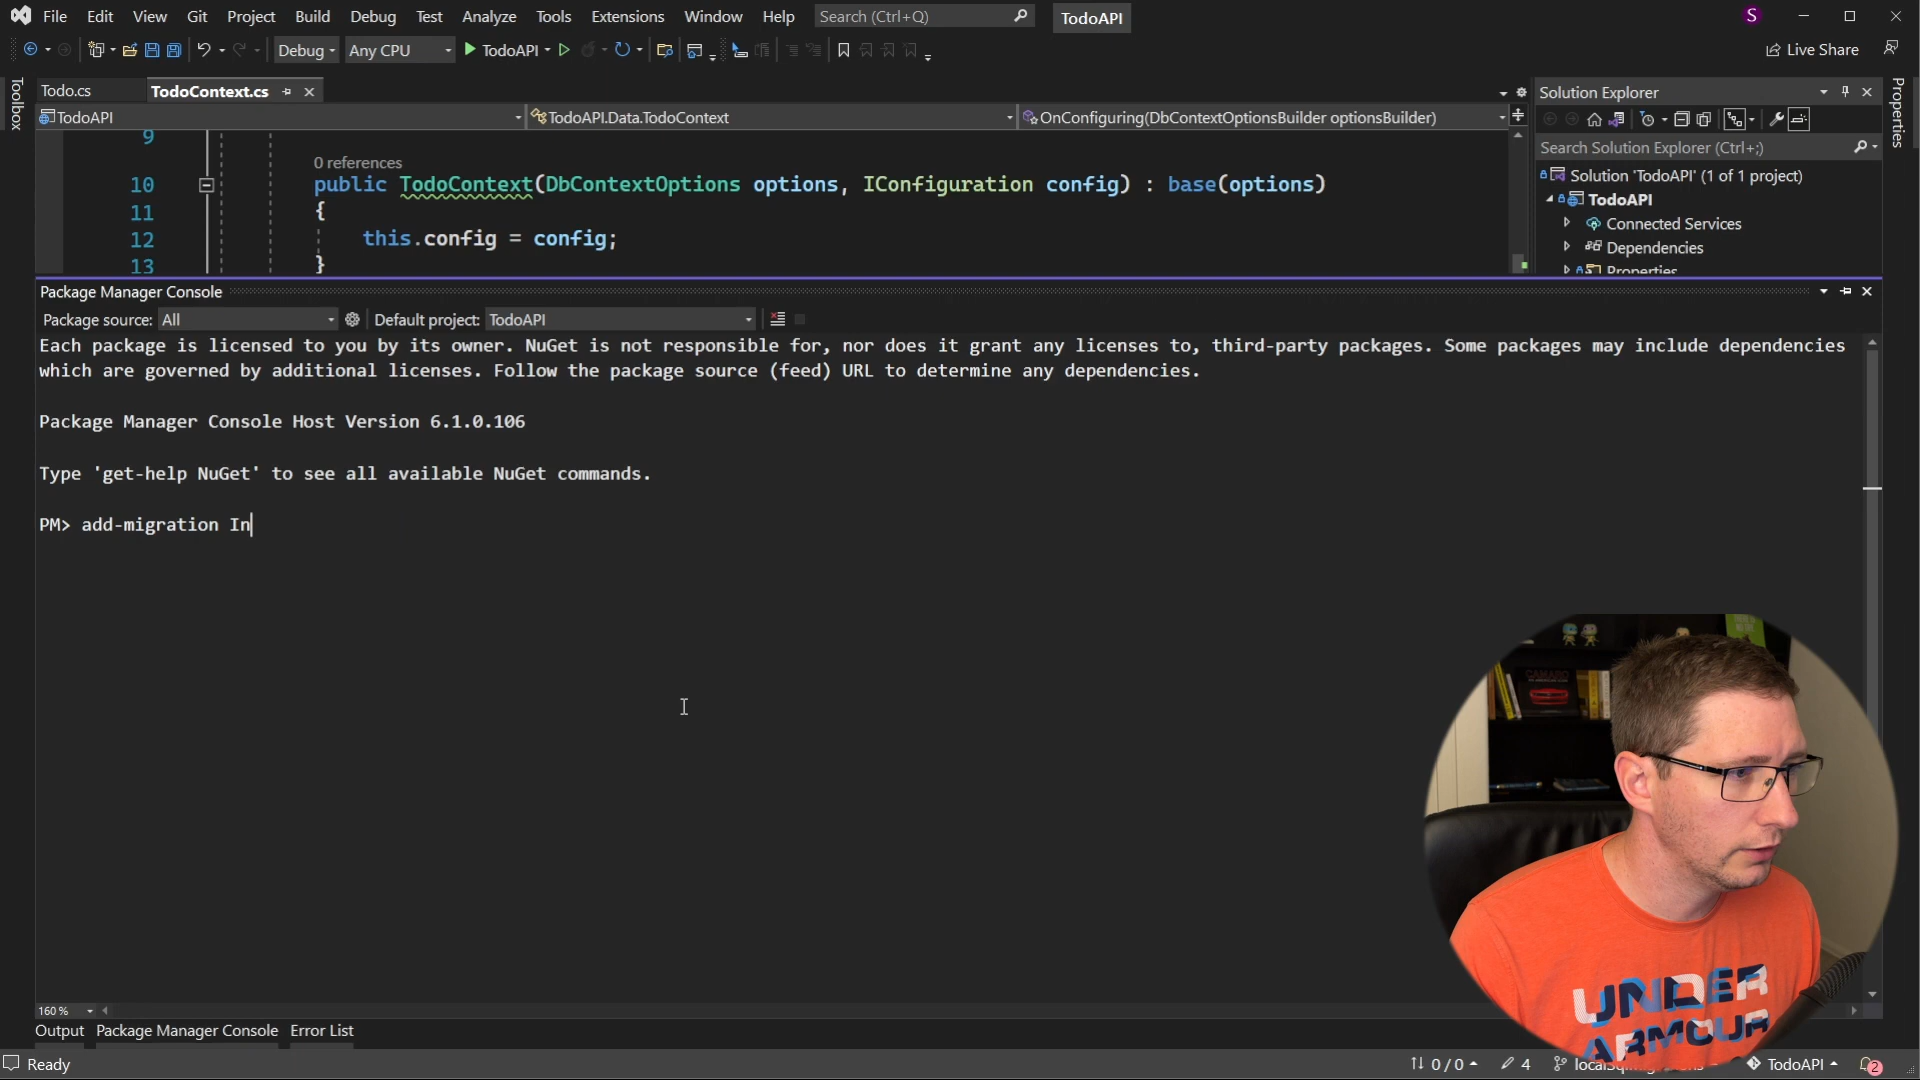 File Edit View Git Project Build Debug Test Analyze Tools Extensions Window Help Search (Ctrl+Q) TodoAPI S
Debug Any CPU TodoAPI Live Share
Toolbox
Todo.cs TodoContext.cs
TodoAPI TodoAPI.Data.TodoContext OnConfiguring(DbContextOptionsBuilder optionsBuilder)
9
0 references
10 public TodoContext(DbContextOptions options, IConfiguration config) : base(options)
11 {
12 this.config = config;
13 }
Solution Explorer
Search Solution Explorer (Ctrl+;)
Solution 'TodoAPI' (1 of 1 project)
TodoAPI
Connected Services
Dependencies
Properties
Properties
Package Manager Console
Package source: All Default project: TodoAPI
Each package is licensed to you by its owner. NuGet is not responsible for, nor does it grant any licenses to, third-party packages. Some packages may include dependencies
which are governed by additional licenses. Follow the package source (feed) URL to determine any dependencies.
Package Manager Console Host Version 6.1.0.106
Type 'get-help NuGet' to see all available NuGet commands.
PM> add-migration In
CAMARO
UNDER
ARMOUR
160 %
Output Package Manager Console Error List
Ready 0 / 0 4 TodoAPI 2